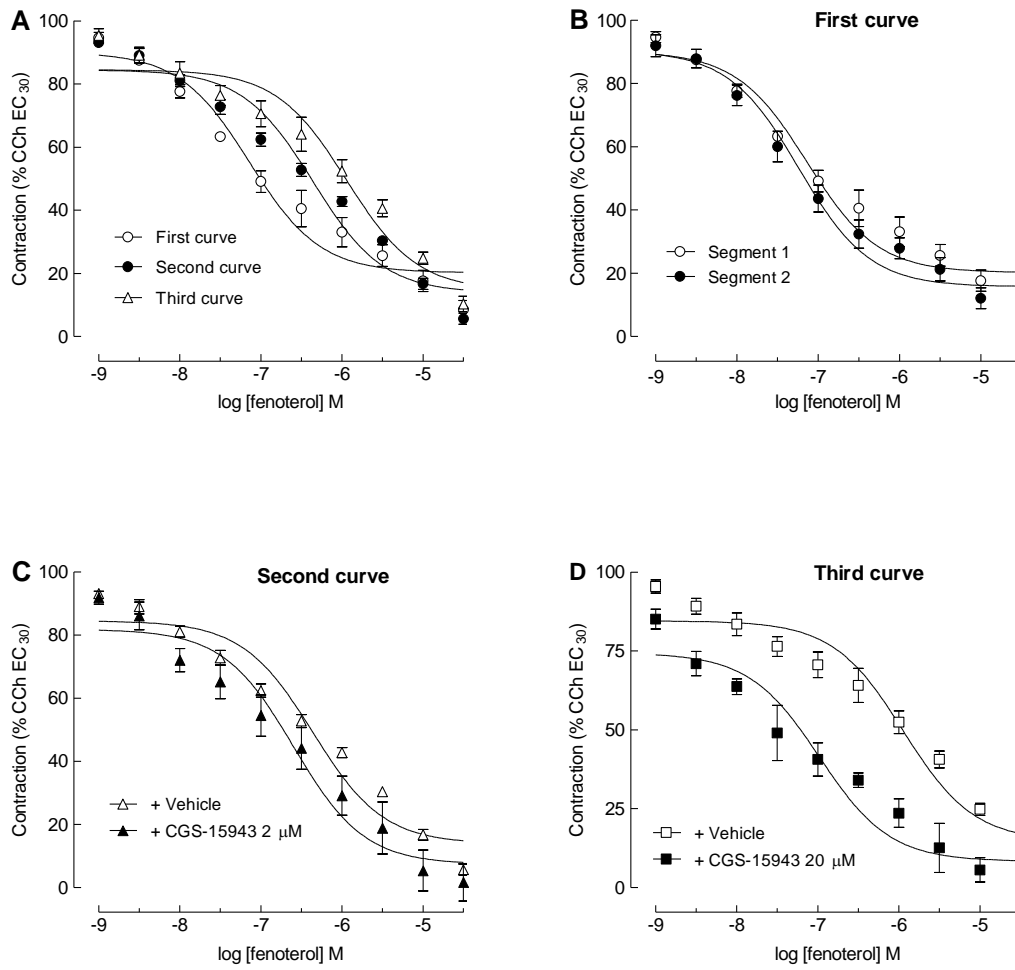 A
100
80
60
40
20
0
Contraction (% CCh EC30)
First curve
Second curve
Third curve
-9 -8 -7 -6 -5
log [fenoterol] M
B
First curve
100
80
60
40
20
0
Contraction (% CCh EC30)
Segment 1
Segment 2
-9 -8 -7 -6 -5
log [fenoterol] M
C
Second curve
100
80
60
40
20
0
Contraction (% CCh EC30)
+ Vehicle
+ CGS-15943 2 μM
-9 -8 -7 -6 -5
log [fenoterol] M
D
Third curve
100
75
50
25
0
Contraction (% CCh EC30)
+ Vehicle
+ CGS-15943 20 μM
-9 -8 -7 -6 -5
log [fenoterol] M